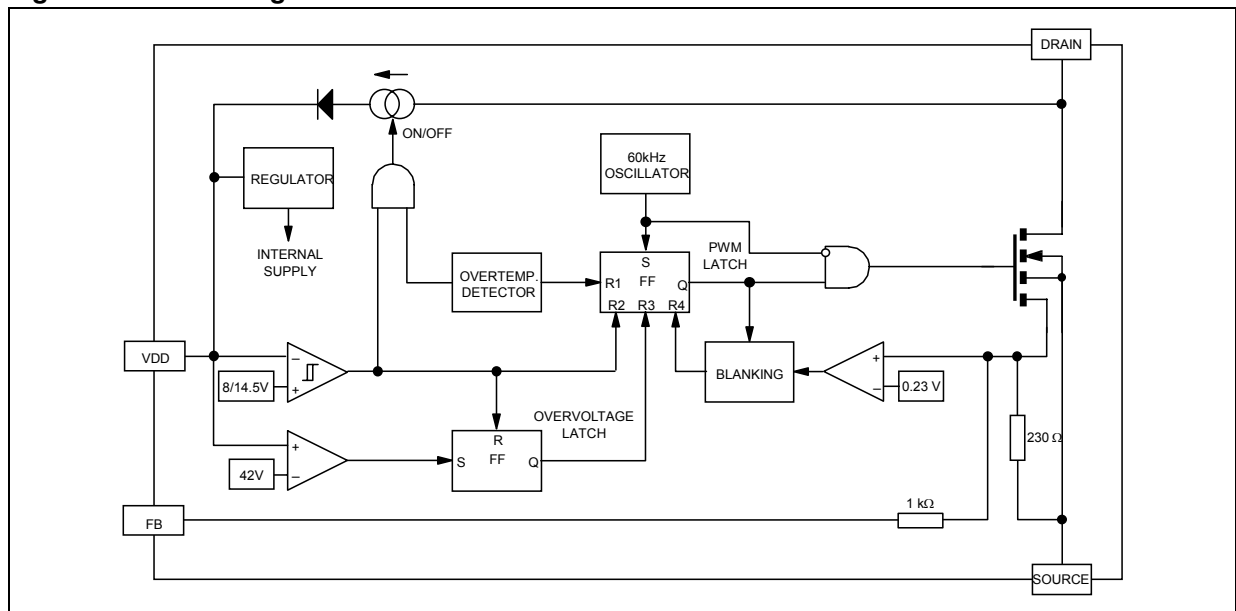 DRAIN
ON/OFF
REGULATOR
60kHz
OSCILLATOR
INTERNAL
SUPPLY
PWM
LATCH
OVERTEMP.
DETECTOR
S
FF
R1
Q
R2 R3 R4
VDD
8/14.5V
−
+
BLANKING
+
−
0.23 V
OVERVOLTAGE
LATCH
230 Ω
42V
+
−
R
FF
S
Q
1 kΩ
FB
SOURCE